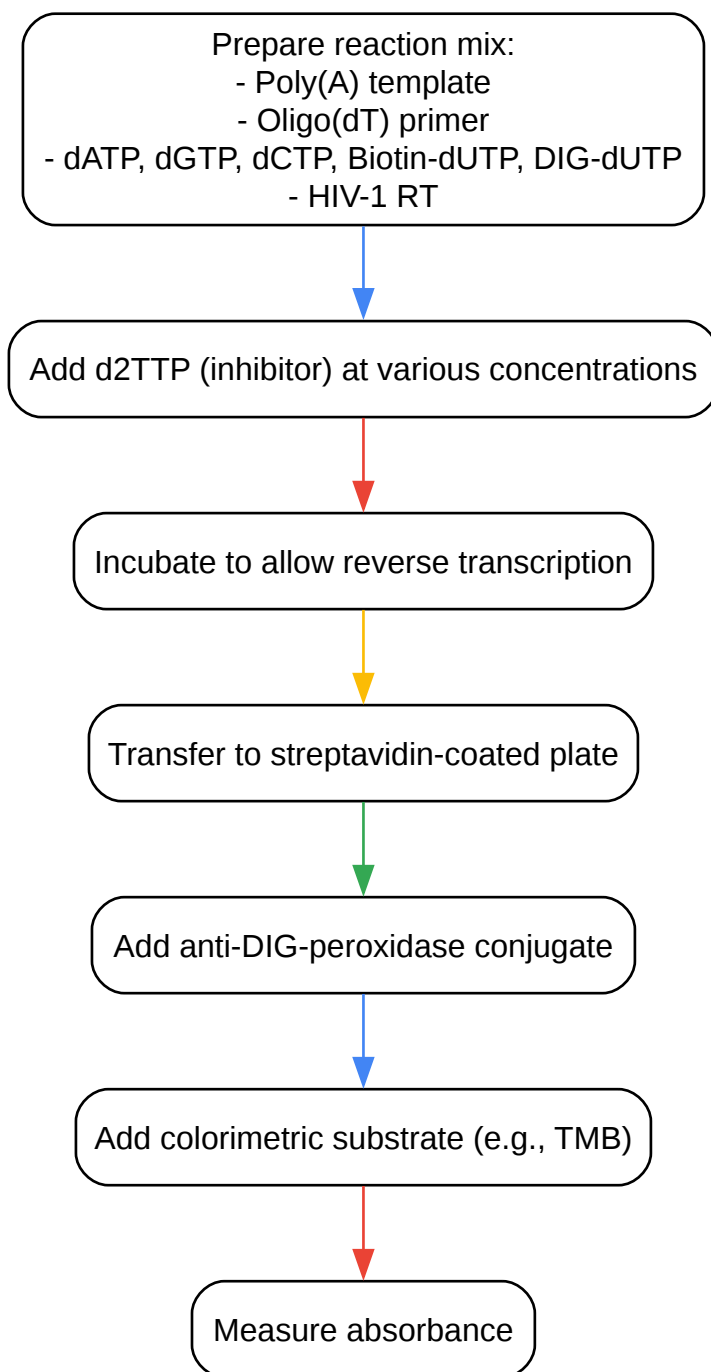 Prepare reaction mix:
- Poly(A) template
- Oligo(dT) primer
- dATP, dGTP, dCTP, Biotin-dUTP, DIG-dUTP
- HIV-1 RT
Add d2TTP (inhibitor) at various concentrations
Incubate to allow reverse transcription
Transfer to streptavidin-coated plate
Add anti-DIG-peroxidase conjugate
Add colorimetric substrate (e.g., TMB)
Measure absorbance